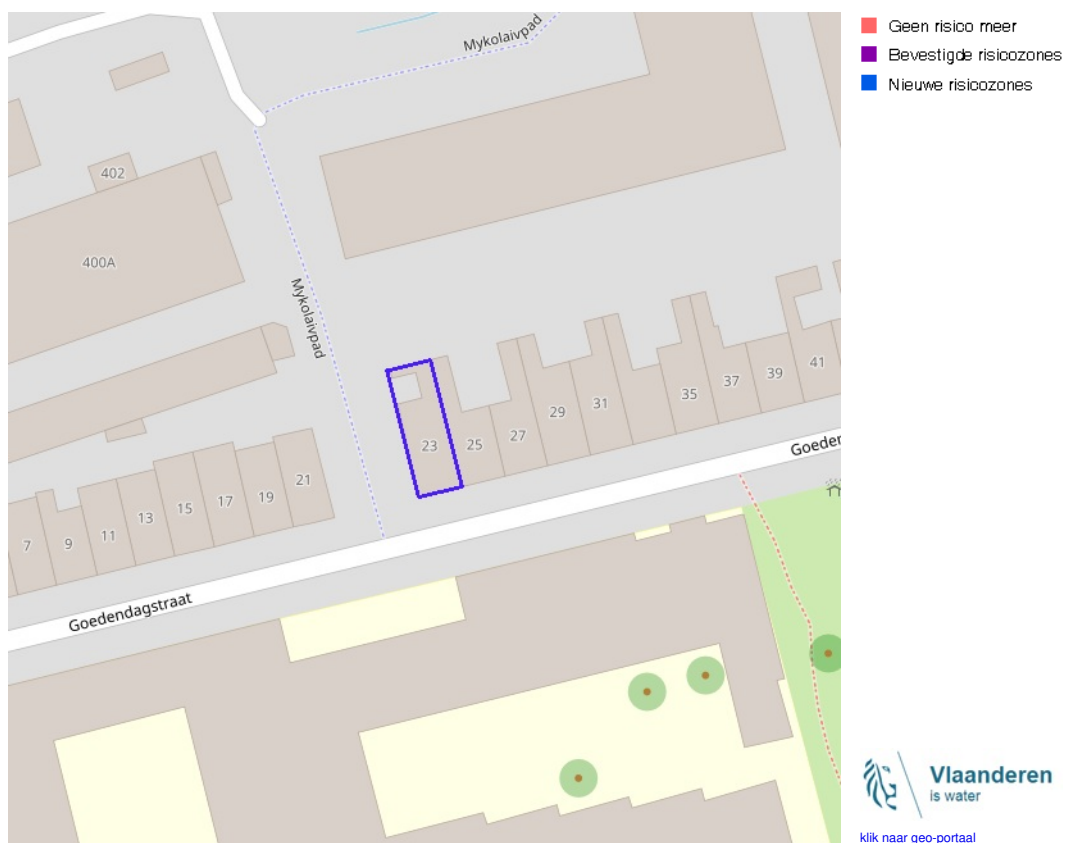 Mykolaivpad
402
400A
Mykolaivpad
23
25
27
29
31
35
37
39
41
Goeder
7
9
11
13
15
17
19
21
Goedendagstraat
Geen risico meer
Bevestigde risicozones
Nieuwe risicozones
Vlaanderen
is water
klik naar geo-portaal